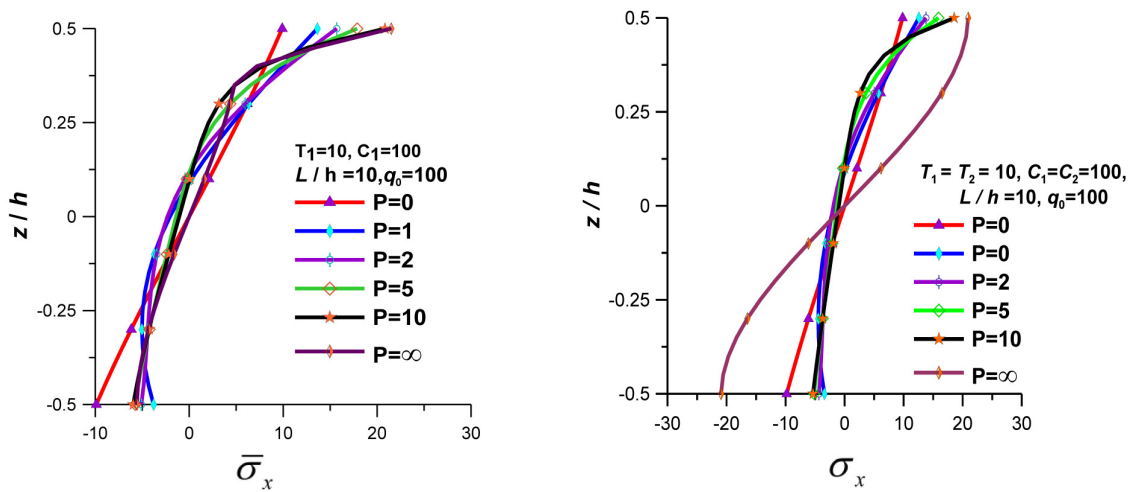 0.5
0.25
0
-0.25
-0.5
z / h
T1=10, C1=100
L / h =10,q₀=100
P=0
P=1
P=2
P=5
P=10
P=∞
-10 0 10 20 30
σ̅ₓ
0.5
0.25
0
-0.25
-0.5
z / h
T₁ = T₂ = 10, C₁=C₂=100,
L / h =10, q₀=100
P=0
P=0
P=2
P=5
P=10
P=∞
-30 -20 -10 0 10 20 30
σₓ